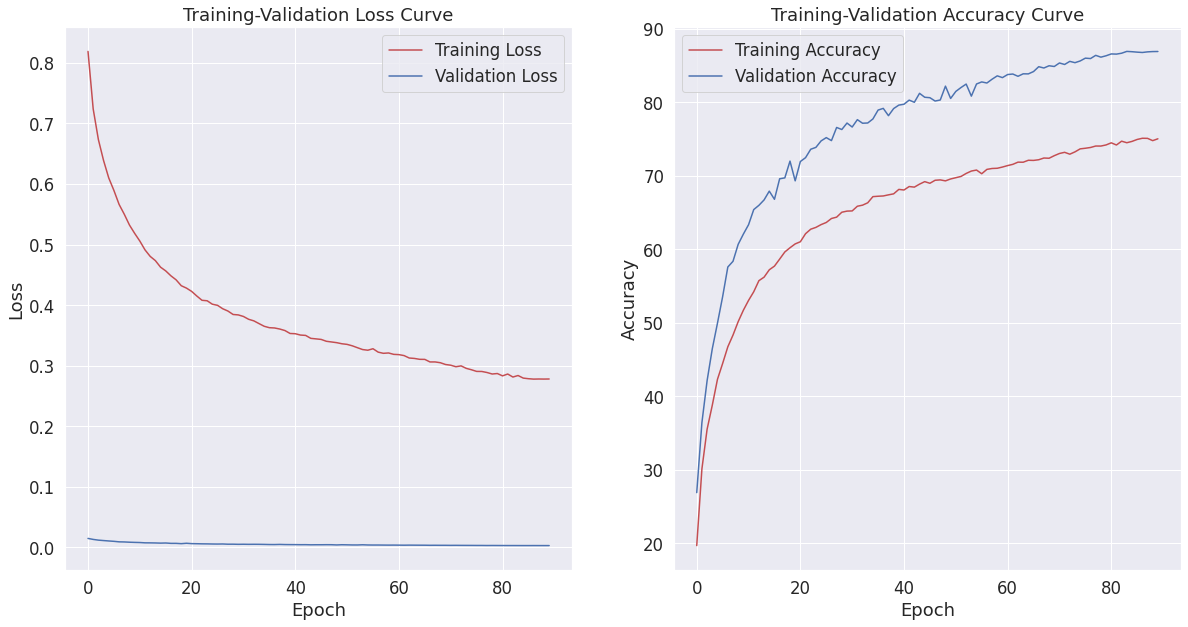 Training-Validation Loss Curve
Training Loss
Validation Loss
0.8
0.7
0.6
0.5
0.4
0.3
0.2
0.1
0.0
Loss
0 20 40 60 80
Epoch
Training-Validation Accuracy Curve
Training Accuracy
Validation Accuracy
90
80
70
60
50
40
30
20
Accuracy
0 20 40 60 80
Epoch